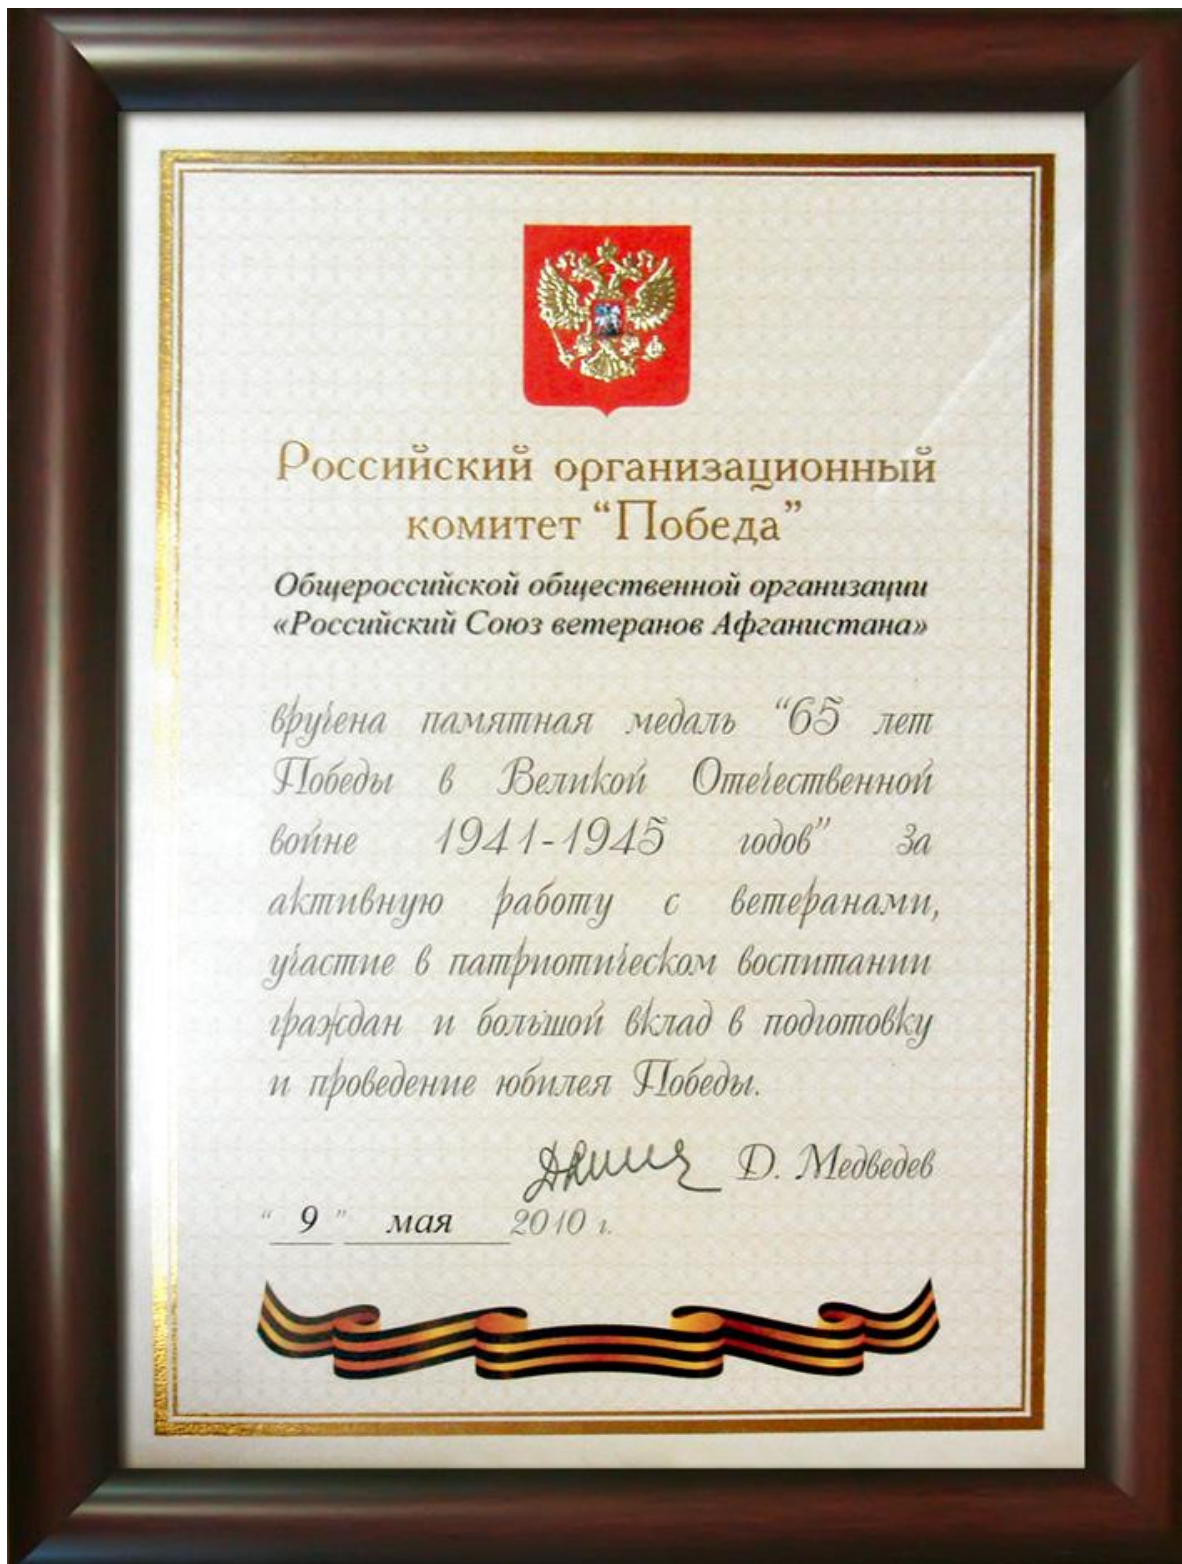 Российский организационный
комитет “Победа”
Общероссийской общественной организации
«Российский Союз ветеранов Афганистана»
вручена памятная медаль “65 лет
Победы в Великой Отечественной
войне 1941-1945 годов” за
активную работу с ветеранами,
участие в патриотическом воспитании
граждан и большой вклад в подготовку
и проведение юбилея Победы.
Д. Медведев
“ 9 ” мая 2010 г.